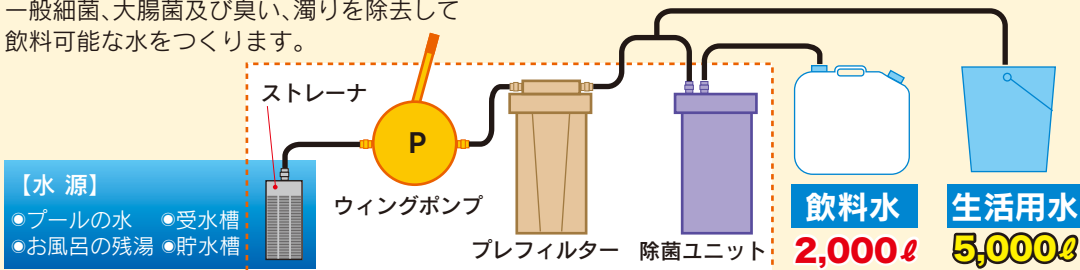 一般細菌、大腸菌及び臭い、濁りを除去して
飲料可能な水をつくります。
ストレーナ
P
ウィングポンプ
プレフィルター
除菌ユニット
【水 源】
◉プールの水 ◉受水槽
◉お風呂の残湯 ◉貯水槽
飲料水
2,000ℓ
生活用水
5,000ℓ